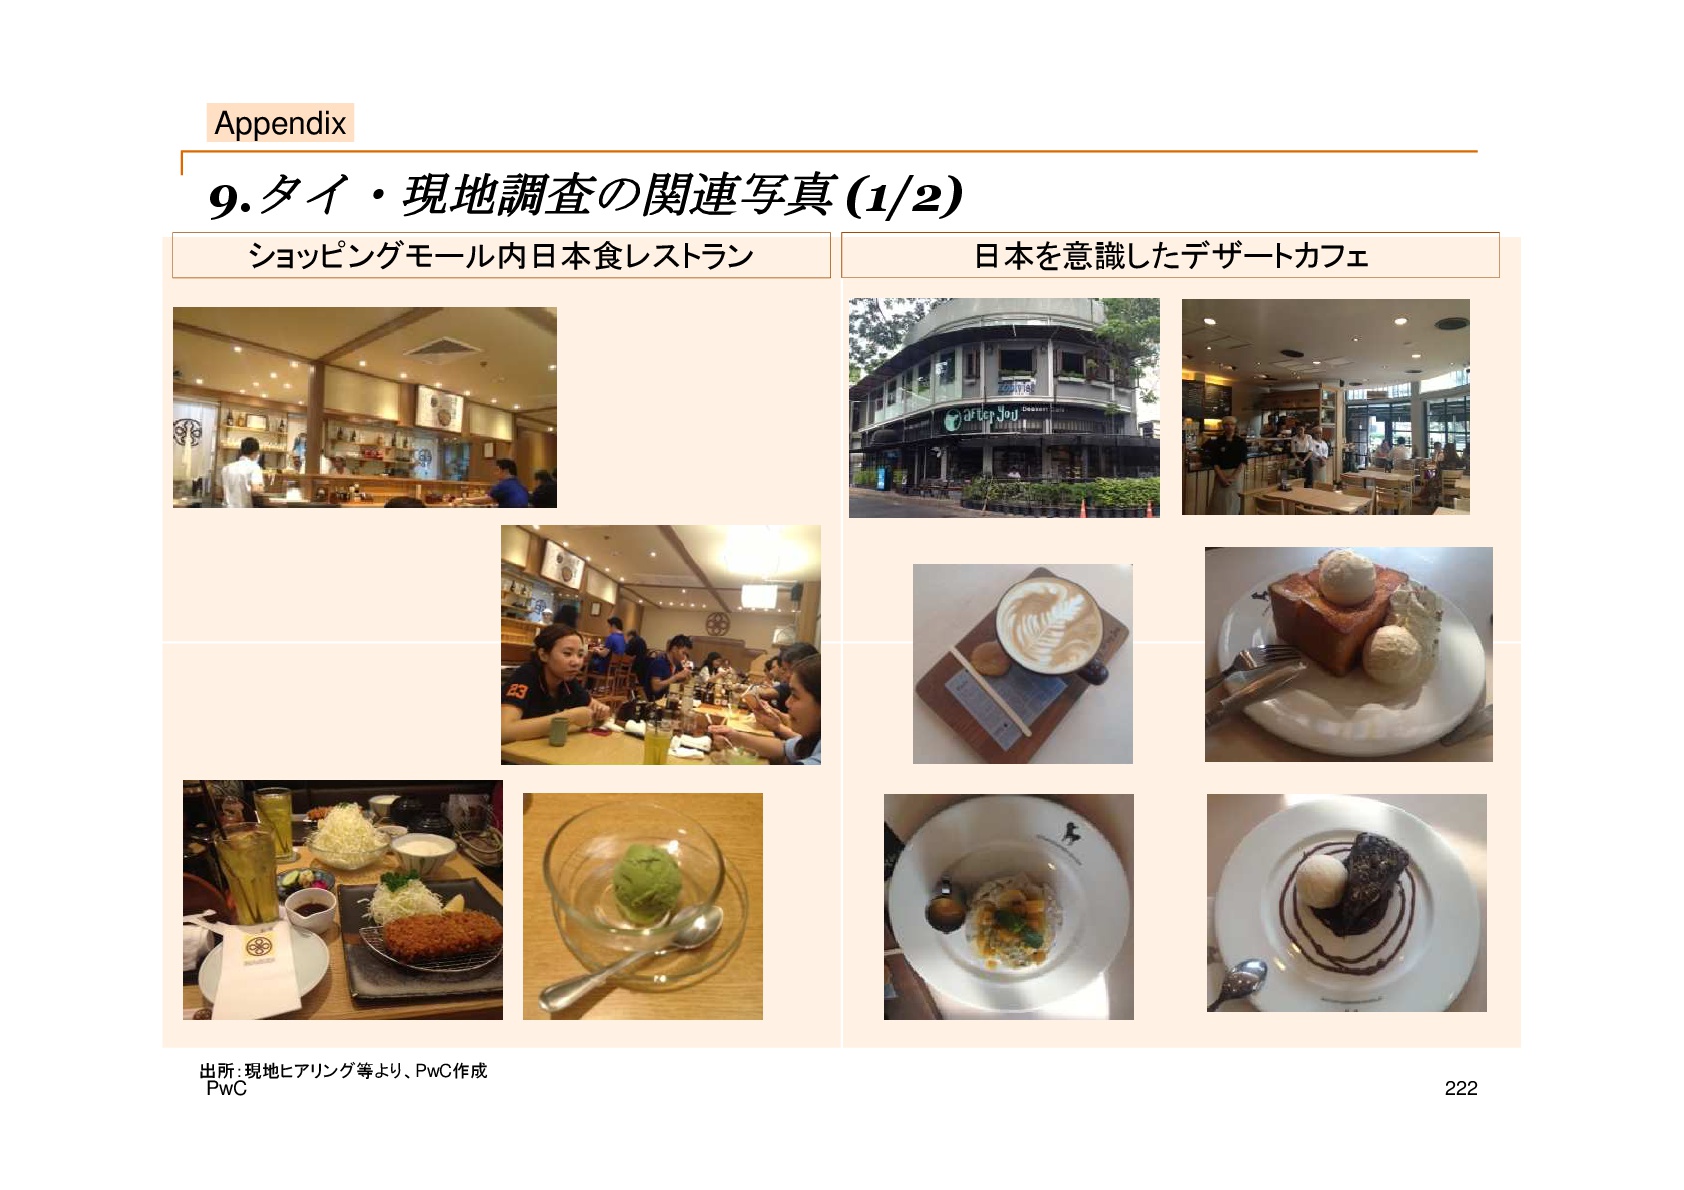 Appendix
9.タイ・現地調査の関連写真(1/2)
ショッピングモール内日本食レストラン
日本を意識したデザートカフェ
after you Dessert Cafe
23
出所：現地ヒアリング等より、PwC作成
PwC
222